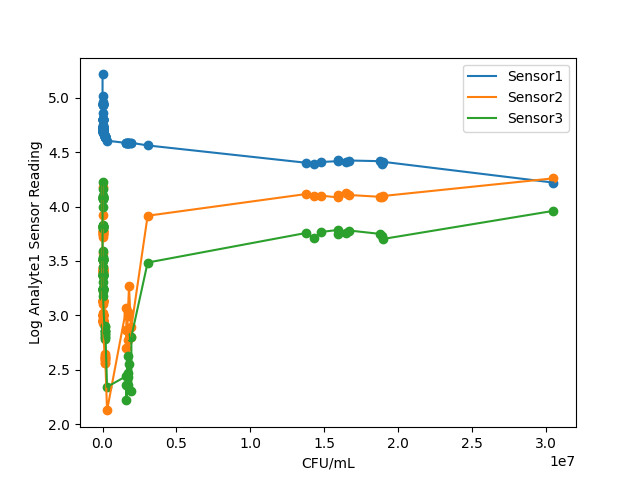 Sensor1
Sensor2
Sensor3
5.0
4.5
4.0
3.5
3.0
2.5
2.0
Log Analyte1 Sensor Reading
0.0 0.5 1.0 1.5 2.0 2.5 3.0
1e7
CFU/mL